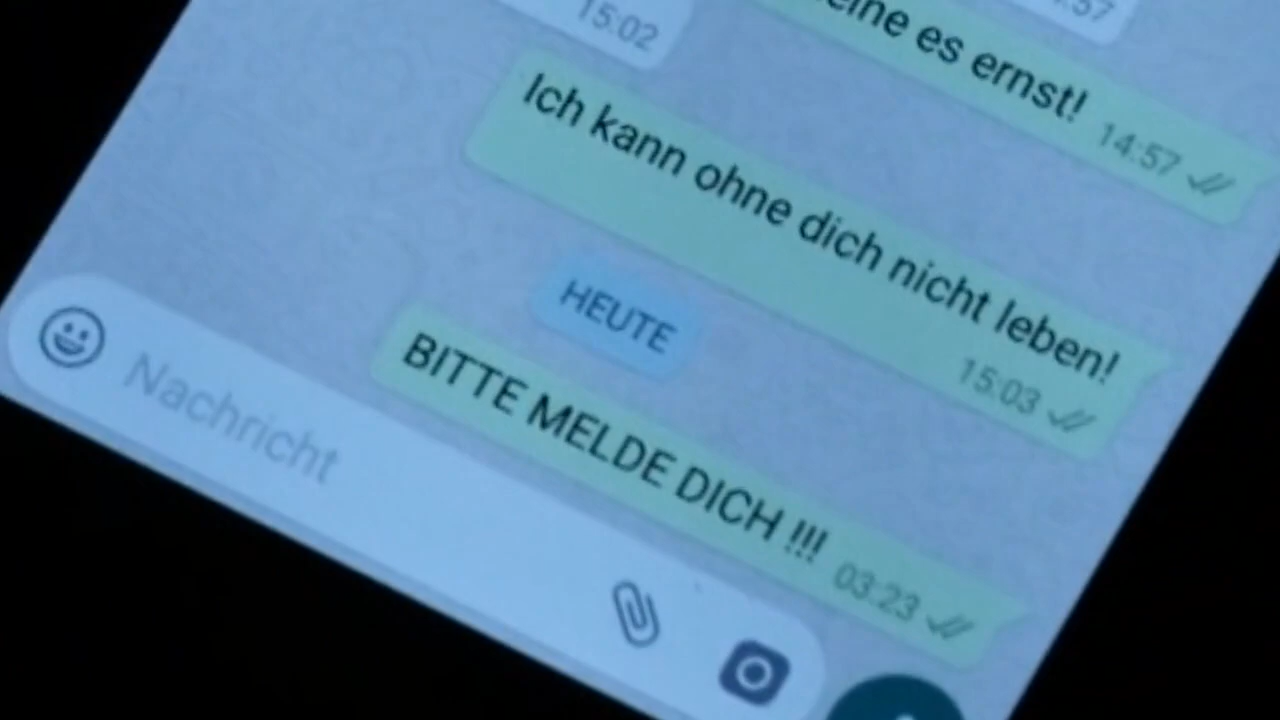 15:02
es ernst!
14:57
Ich kann ohne dich nicht leben!
15:03
HEUTE
BITTE MELDE DICH !!!
03:23
Nachricht